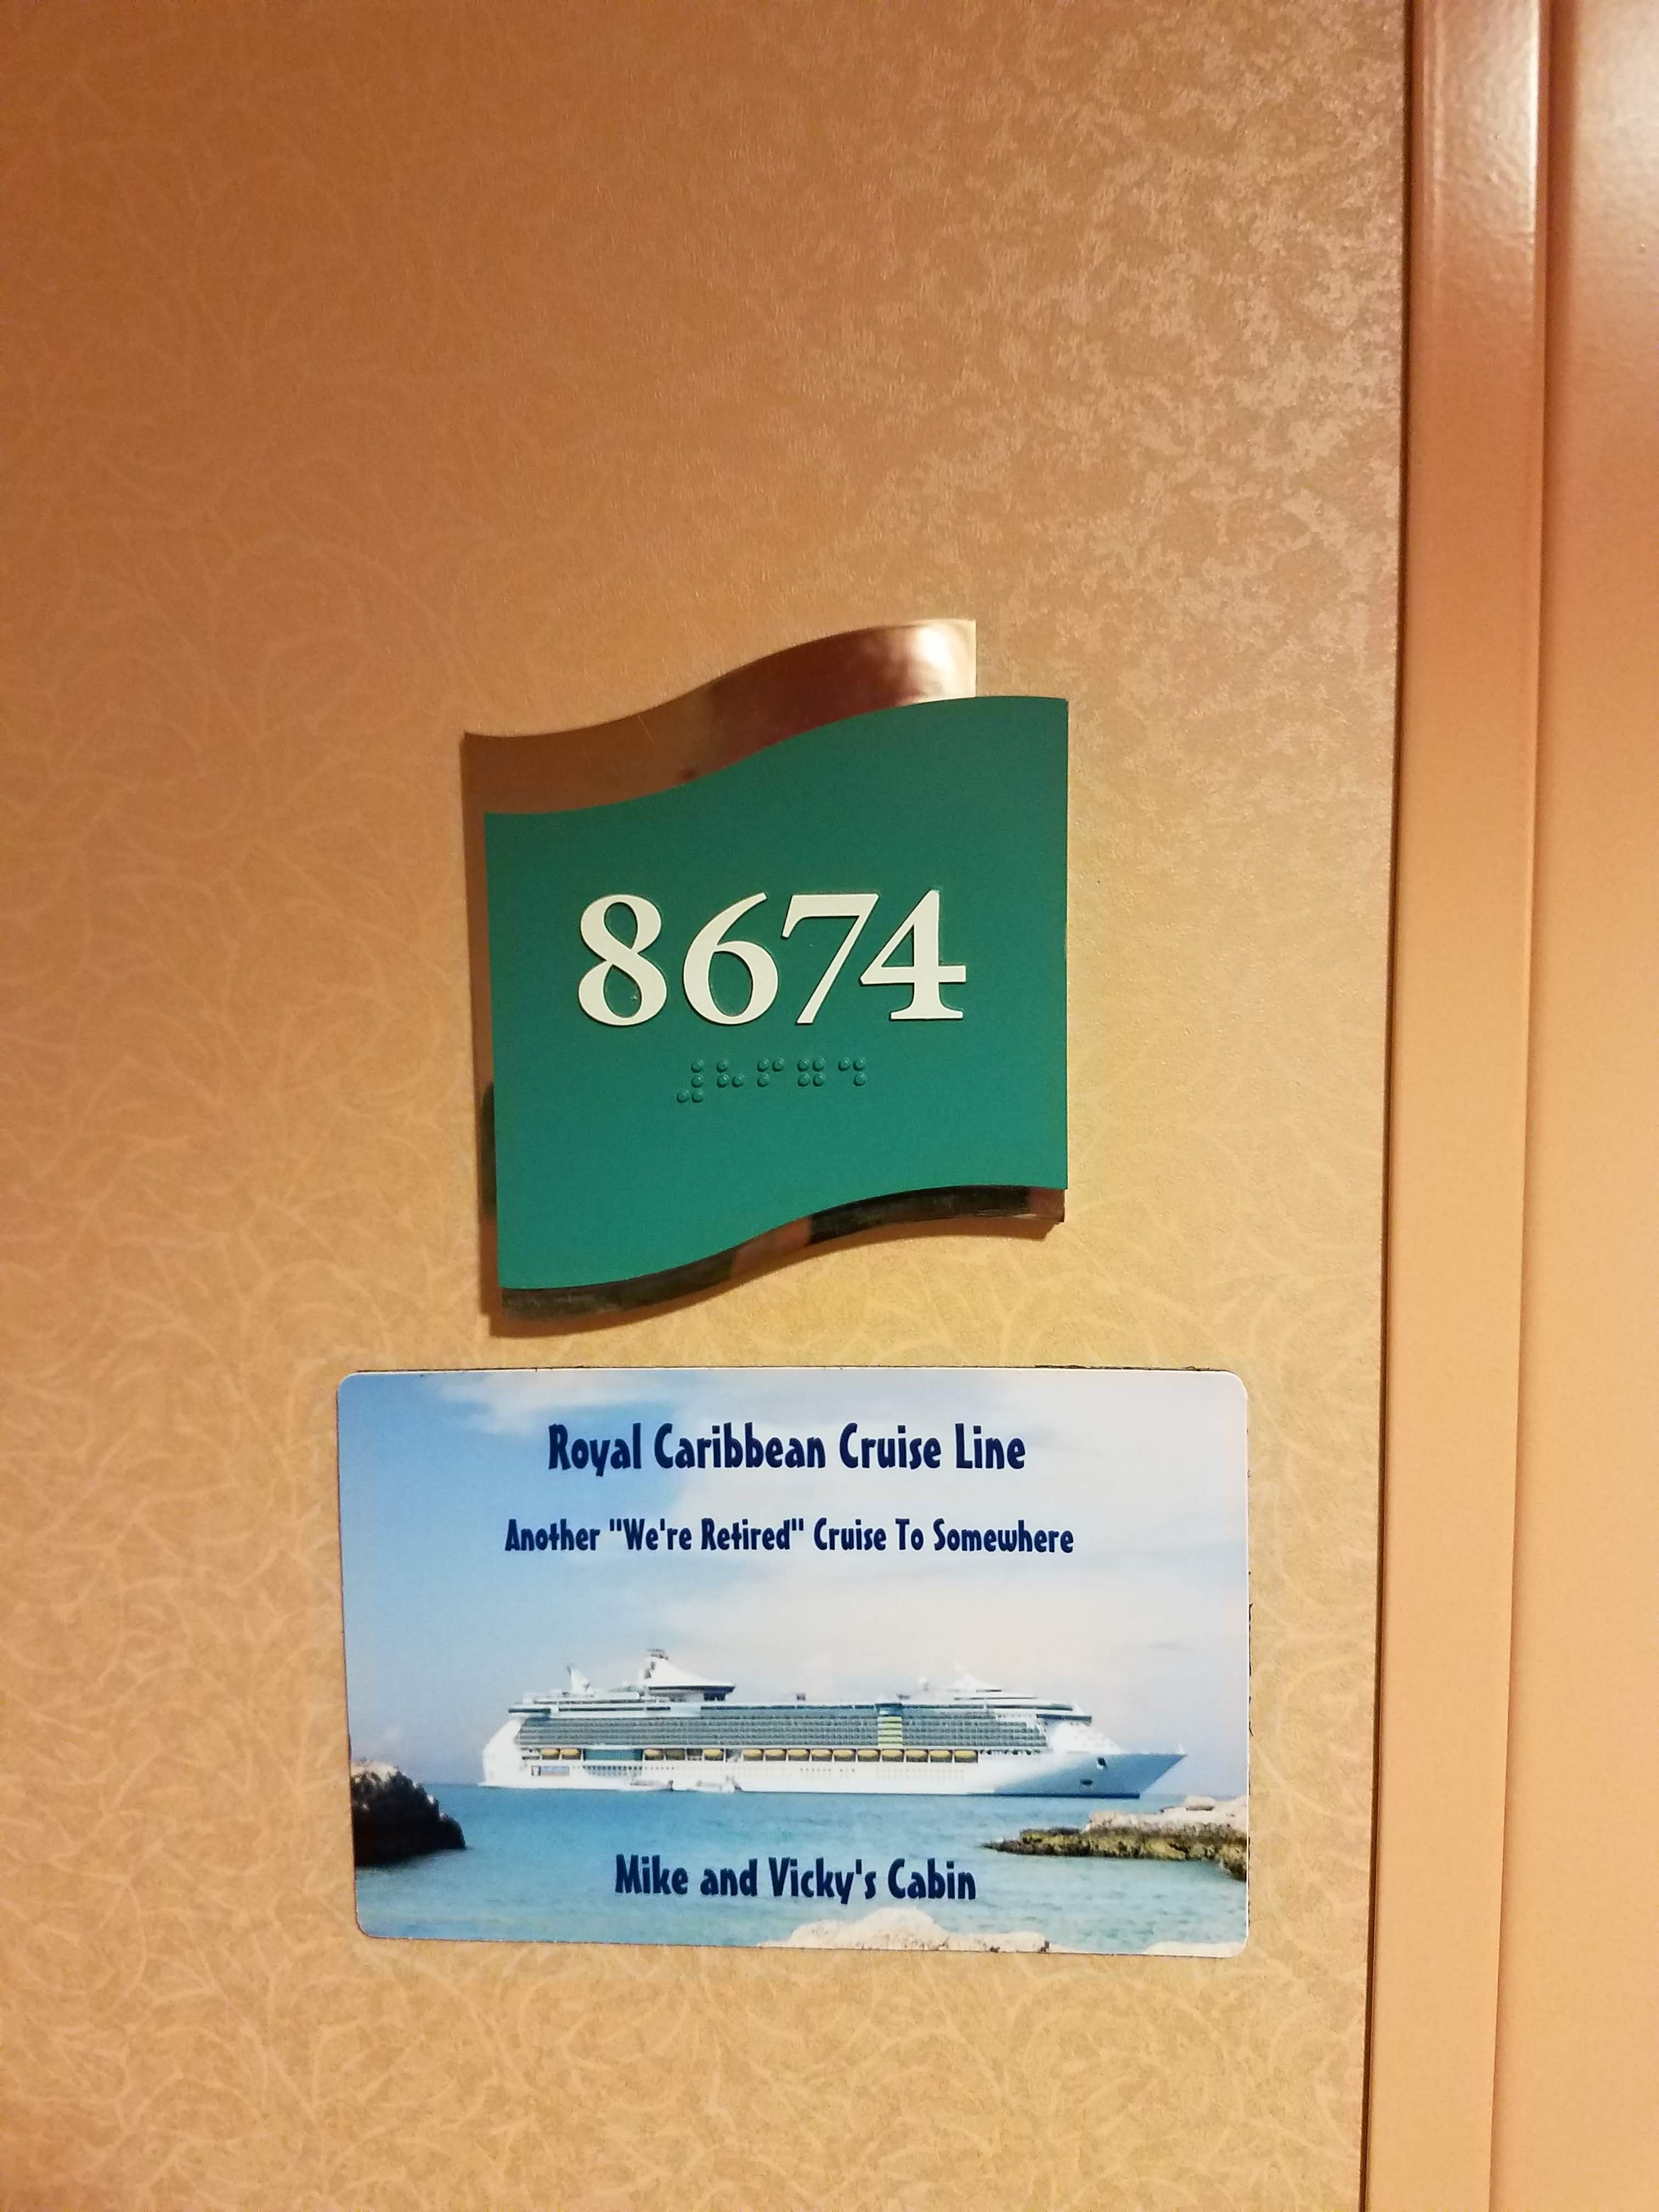 8674
⠼⠓⠋⠛⠙
Royal Caribbean Cruise Line
Another "We're Retired" Cruise To Somewhere
Mike and Vicky's Cabin